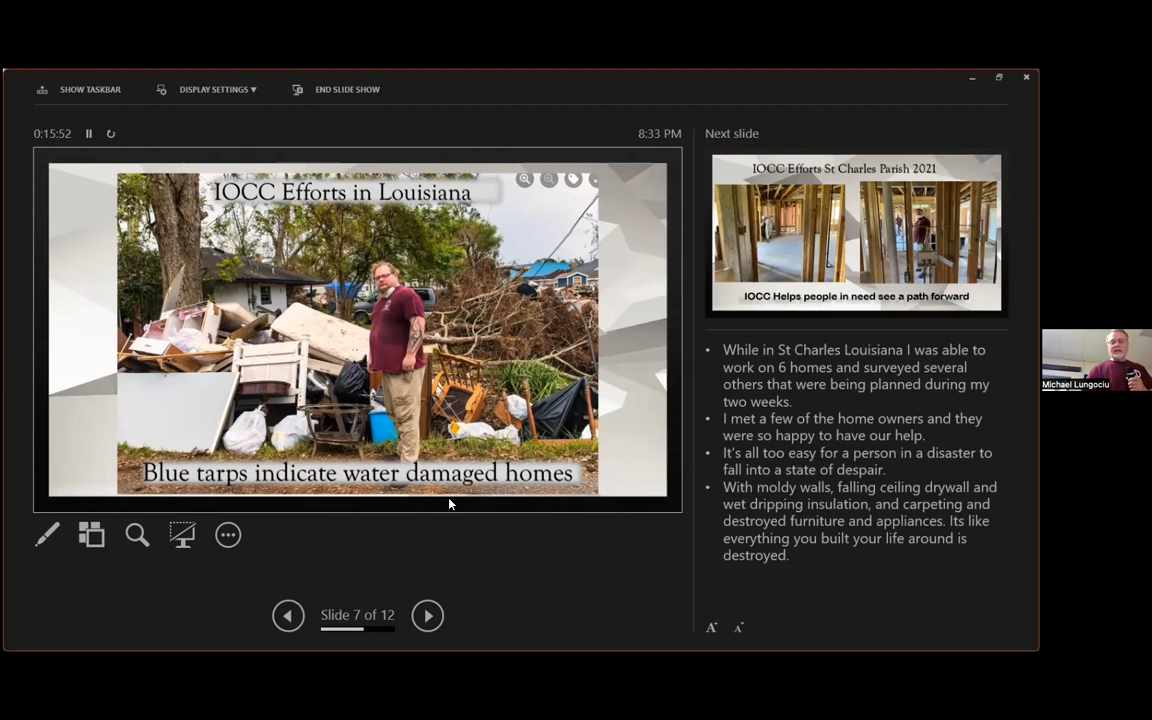 SHOW TASKBAR
DISPLAY SETTINGS ▾
END SLIDE SHOW
0:15:52
8:33 PM
Next slide
IOCC Efforts in Louisiana
Blue tarps indicate water damaged homes
IOCC Efforts St Charles Parish 2021
IOCC Helps people in need see a path forward
• While in St Charles Louisiana I was able to
work on 6 homes and surveyed several
others that were being planned during my
two weeks.
• I met a few of the home owners and they
were so happy to have our help.
• It's all too easy for a person in a disaster to
fall into a state of despair.
• With moldy walls, falling ceiling drywall and
wet dripping insulation, and carpeting and
destroyed furniture and appliances. Its like
everything you built your life around is
destroyed.
Michael Lungociu
Slide 7 of 12
A A